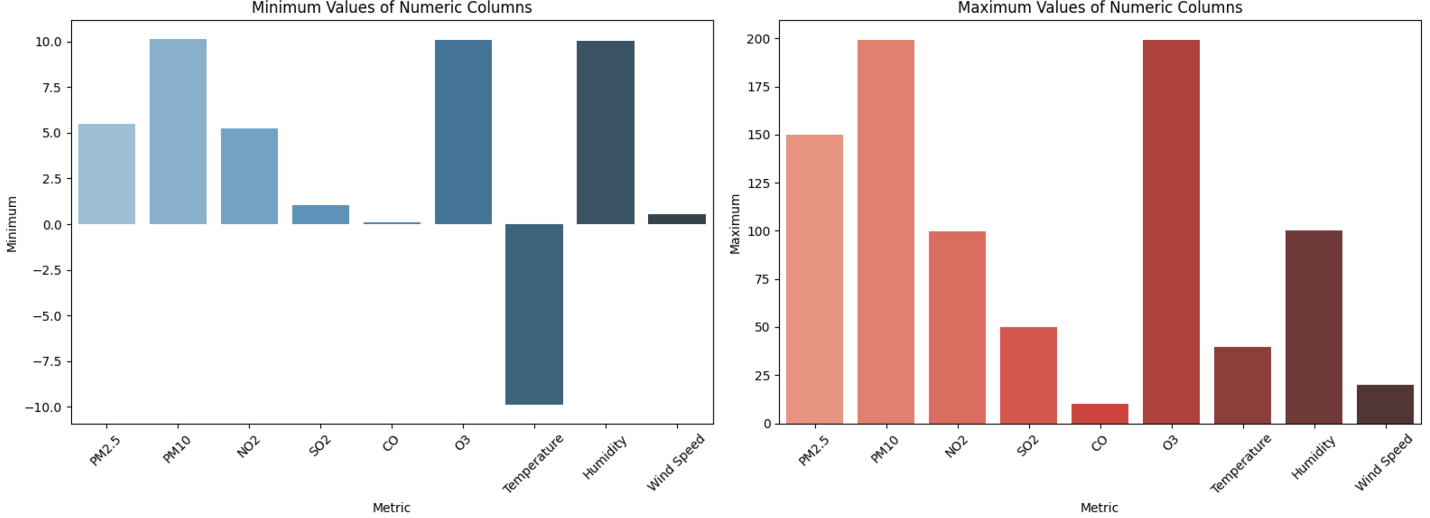 Minimum Values of Numeric Columns
10.0
7.5
5.0
2.5
0.0
−2.5
−5.0
−7.5
−10.0
Minimum
PM2.5
PM10
NO2
SO2
CO
O3
Temperature
Humidity
Wind Speed
Metric
Maximum Values of Numeric Columns
200
175
150
125
100
75
50
25
0
Maximum
PM2.5
PM10
NO2
SO2
CO
O3
Temperature
Humidity
Wind Speed
Metric